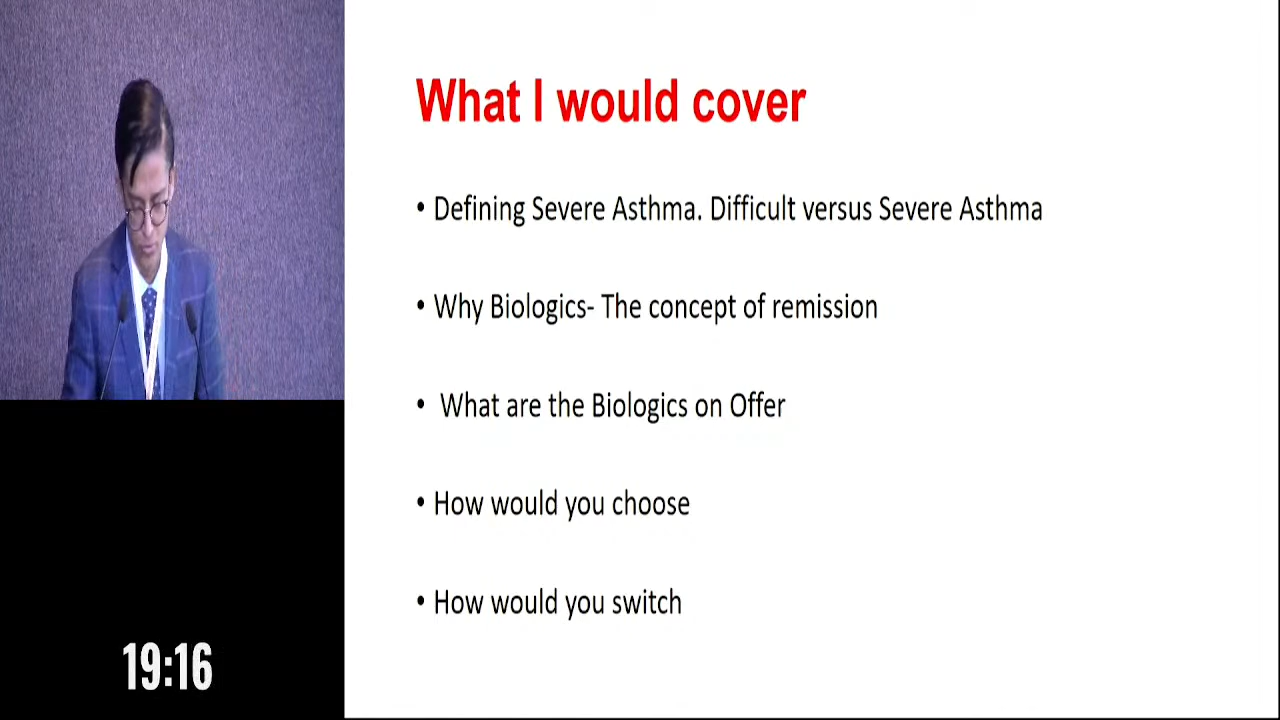 What I would cover
• Defining Severe Asthma. Difficult versus Severe Asthma
• Why Biologics- The concept of remission
• What are the Biologics on Offer
• How would you choose
• How would you switch
19:16